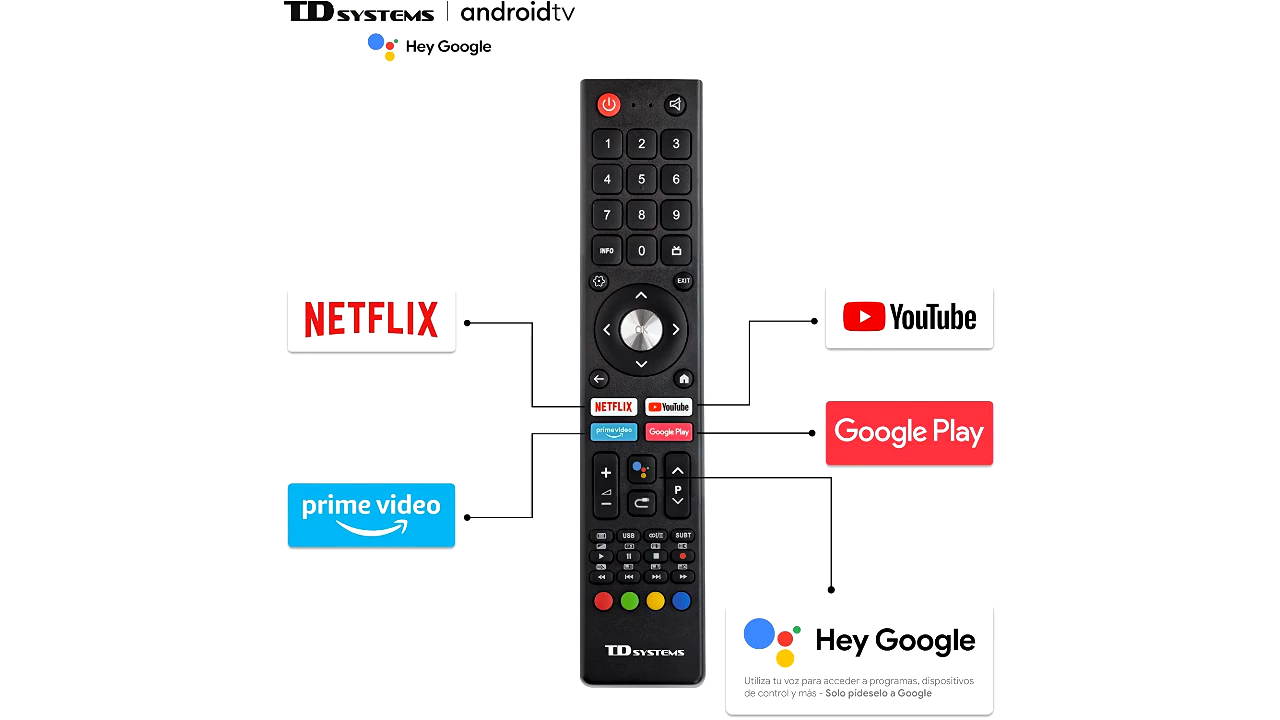 TD SYSTEMS | androidtv
Hey Google
1 2 3
4 5 6
7 8 9
INFO 0
EXIT
OK
NETFLIX
YouTube
NETFLIX YouTube
prime video Google Play
Google Play
prime video
+
P
−
USB SUBT
TD SYSTEMS
Hey Google
Utiliza tu voz para acceder a programas, dispositivos
de control y más - Solo pídeselo a Google